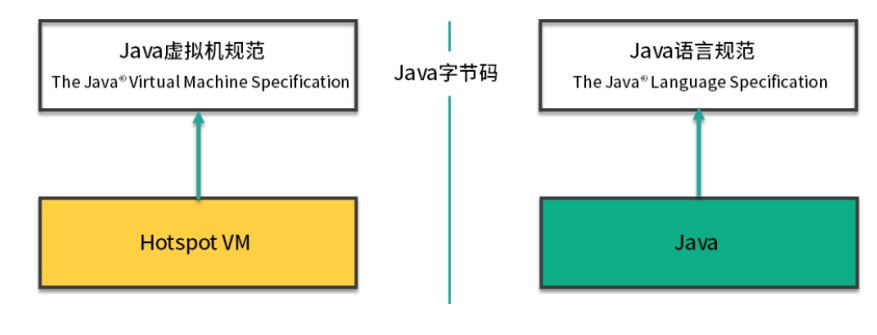 Java虚拟机规范
The Java® Virtual Machine Specification
Java字节码
Java语言规范
The Java® Language Specification
Hotspot VM
Java